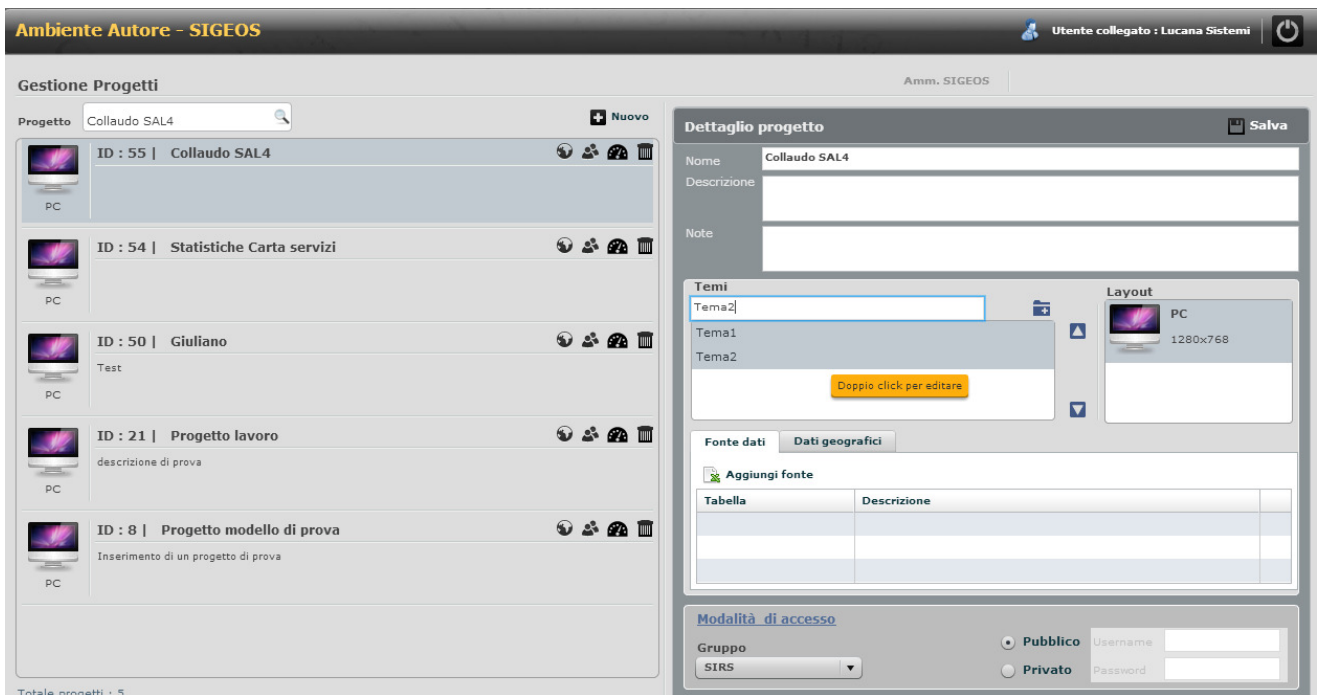 Ambiente Autore - SIGEOS
Utente collegato : Lucana Sistemi
Gestione Progetti
Amm. SIGEOS
Progetto
Collaudo SAL4
Nuovo
ID : 55 | Collaudo SAL4
PC
ID : 54 | Statistiche Carta servizi
PC
ID : 50 | Giuliano
Test
PC
ID : 21 | Progetto lavoro
descrizione di prova
PC
ID : 8 | Progetto modello di prova
Inserimento di un progetto di prova
PC
Totale progetti : 5
Dettaglio progetto
Salva
Nome
Collaudo SAL4
Descrizione
Note
Temi
Tema2
Tema1
Tema2
Doppio click per editare
Layout
PC
1280x768
Fonte dati
Dati geografici
Aggiungi fonte
Tabella
Descrizione
Modalità di accesso
Gruppo
SIRS
Pubblico
Username
Privato
Password